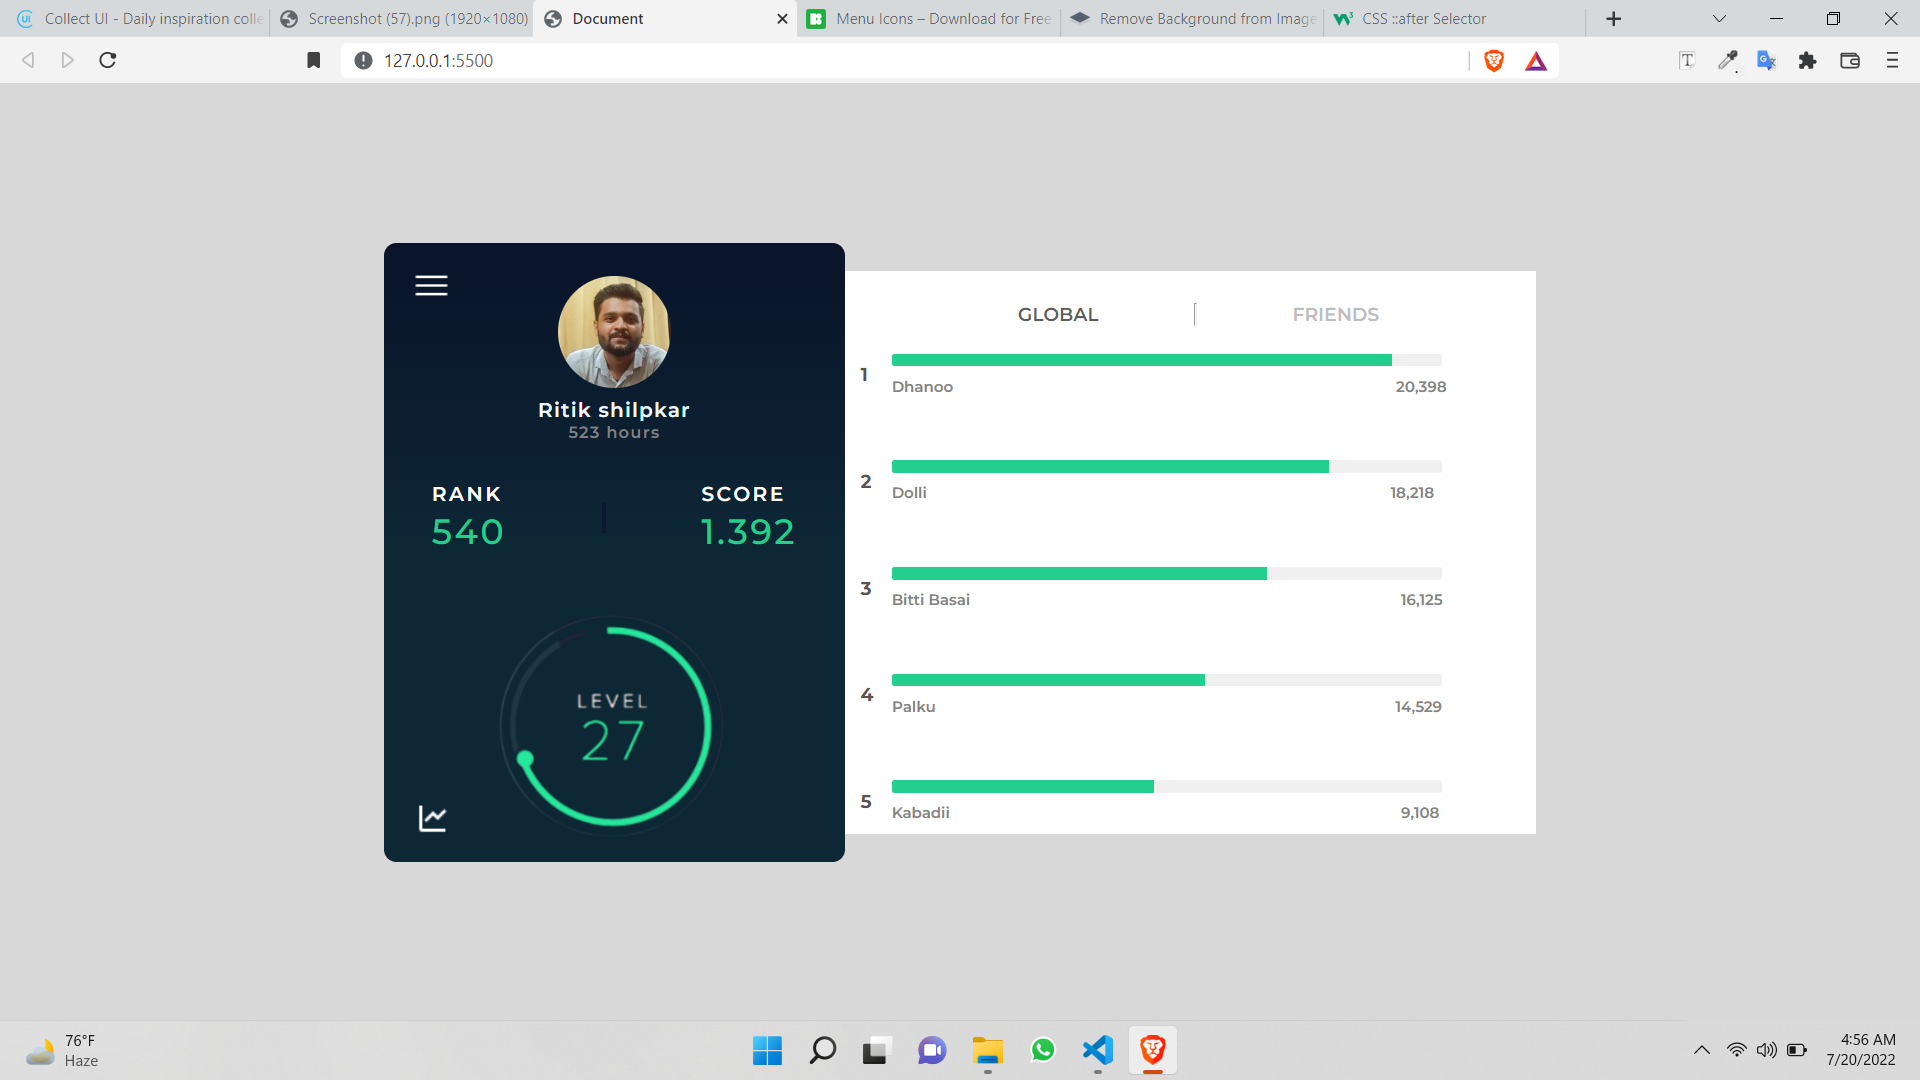 Collect UI - Daily inspiration colle
Screenshot (57).png (1920×1080)
Document
Menu Icons – Download for Free
Remove Background from Image
CSS ::after Selector
127.0.0.1:5500
Ritik shilpkar
523 hours
RANK
540
SCORE
1.392
LEVEL
27
GLOBAL
FRIENDS
1
Dhanoo
20,398
2
Dolli
18,218
3
Bitti Basai
16,125
4
Palku
14,529
5
Kabadii
9,108
76°F
Haze
4:56 AM
7/20/2022